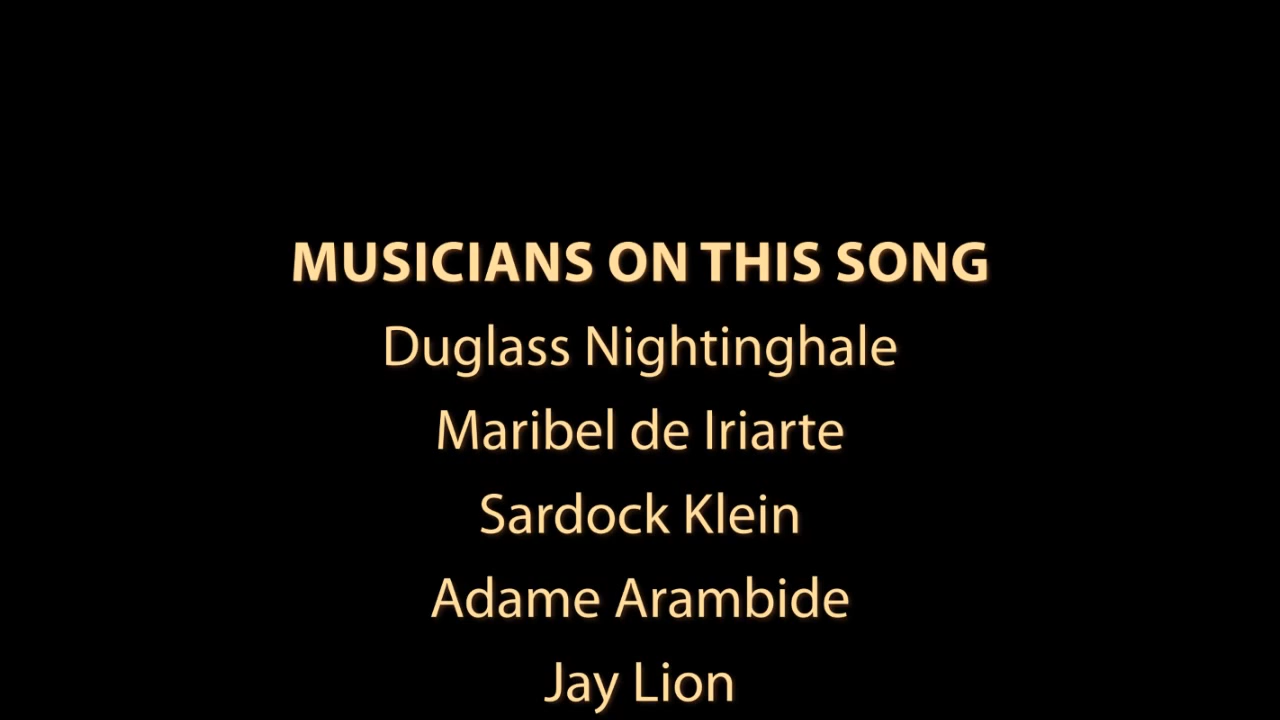 MUSICIANS ON THIS SONG
Duglass Nightinghale
Maribel de Iriarte
Sardock Klein
Adame Arambide
Jay Lion